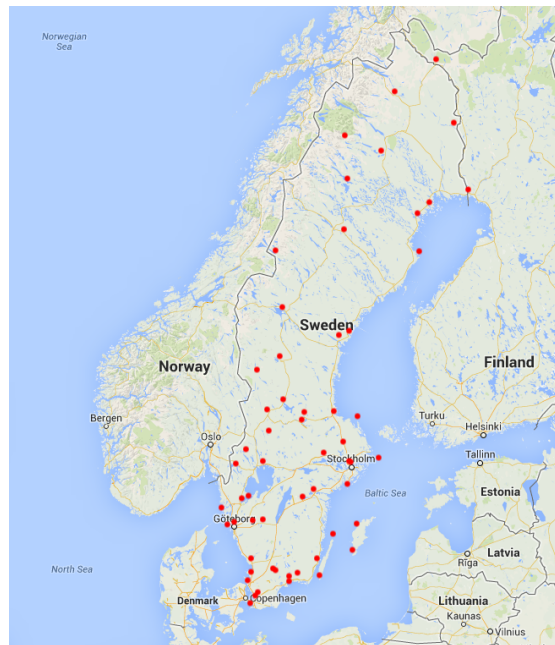 Norwegian
Sea
Sweden
Norway
Finland
Bergen
Oslo
Turku
Helsinki
Stockholm
Tallinn
Baltic Sea
Estonia
Göteborg
North Sea
Latvia
Rīga
Denmark
Copenhagen
Lithuania
Kaunas
Vilnius